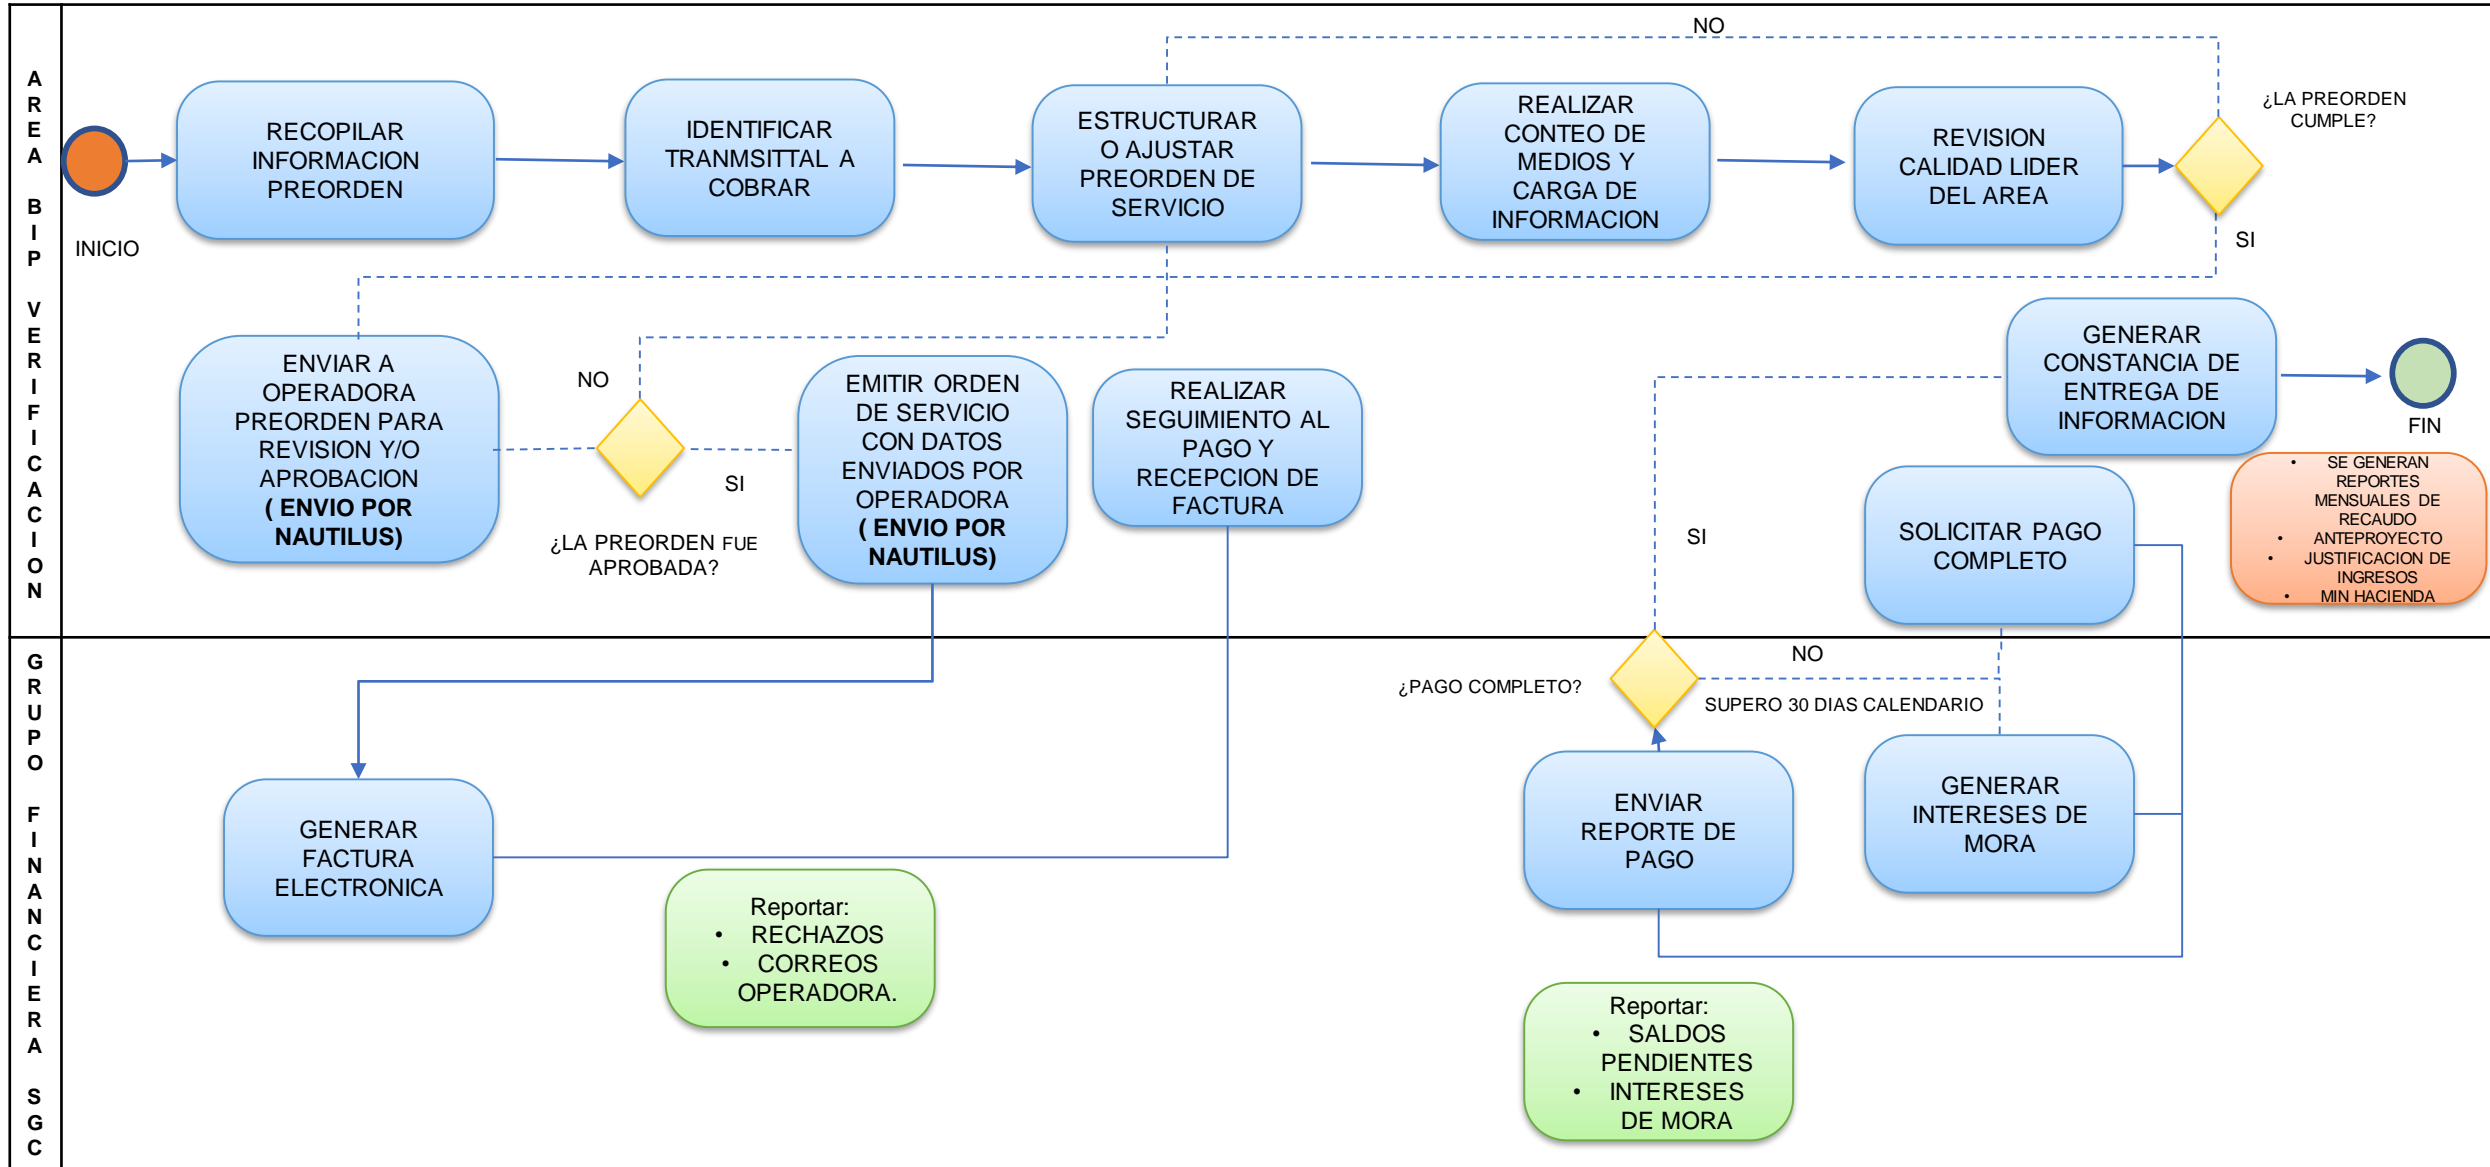 AREA BIP VERIFICACION
INICIO
RECOPILAR
INFORMACION
PREORDEN
IDENTIFICAR
TRANMSITTAL A
COBRAR
ESTRUCTURAR
O AJUSTAR
PREORDEN DE
SERVICIO
REALIZAR
CONTEO DE
MEDIOS Y
CARGA DE
INFORMACION
REVISION
CALIDAD LIDER
DEL AREA
NO
¿LA PREORDEN
CUMPLE?
SI
ENVIAR A
OPERADORA
PREORDEN PARA
REVISION Y/O
APROBACION
( ENVIO POR
NAUTILUS)
NO
SI
¿LA PREORDEN FUE
APROBADA?
EMITIR ORDEN
DE SERVICIO
CON DATOS
ENVIADOS POR
OPERADORA
( ENVIO POR
NAUTILUS)
REALIZAR
SEGUIMIENTO AL
PAGO Y
RECEPCION DE
FACTURA
SI
GENERAR
CONSTANCIA DE
ENTREGA DE
INFORMACION
FIN
SOLICITAR PAGO
COMPLETO
• SE GENERAN
REPORTES
MENSUALES DE
RECAUDO
• ANTEPROYECTO
• JUSTIFICACION DE
INGRESOS
• MIN HACIENDA
GRUPO FINANCIERA SGC
GENERAR
FACTURA
ELECTRONICA
Reportar:
• RECHAZOS
• CORREOS
OPERADORA.
¿PAGO COMPLETO?
NO
SUPERO 30 DIAS CALENDARIO
ENVIAR
REPORTE DE
PAGO
GENERAR
INTERESES DE
MORA
Reportar:
• SALDOS
PENDIENTES
• INTERESES
DE MORA